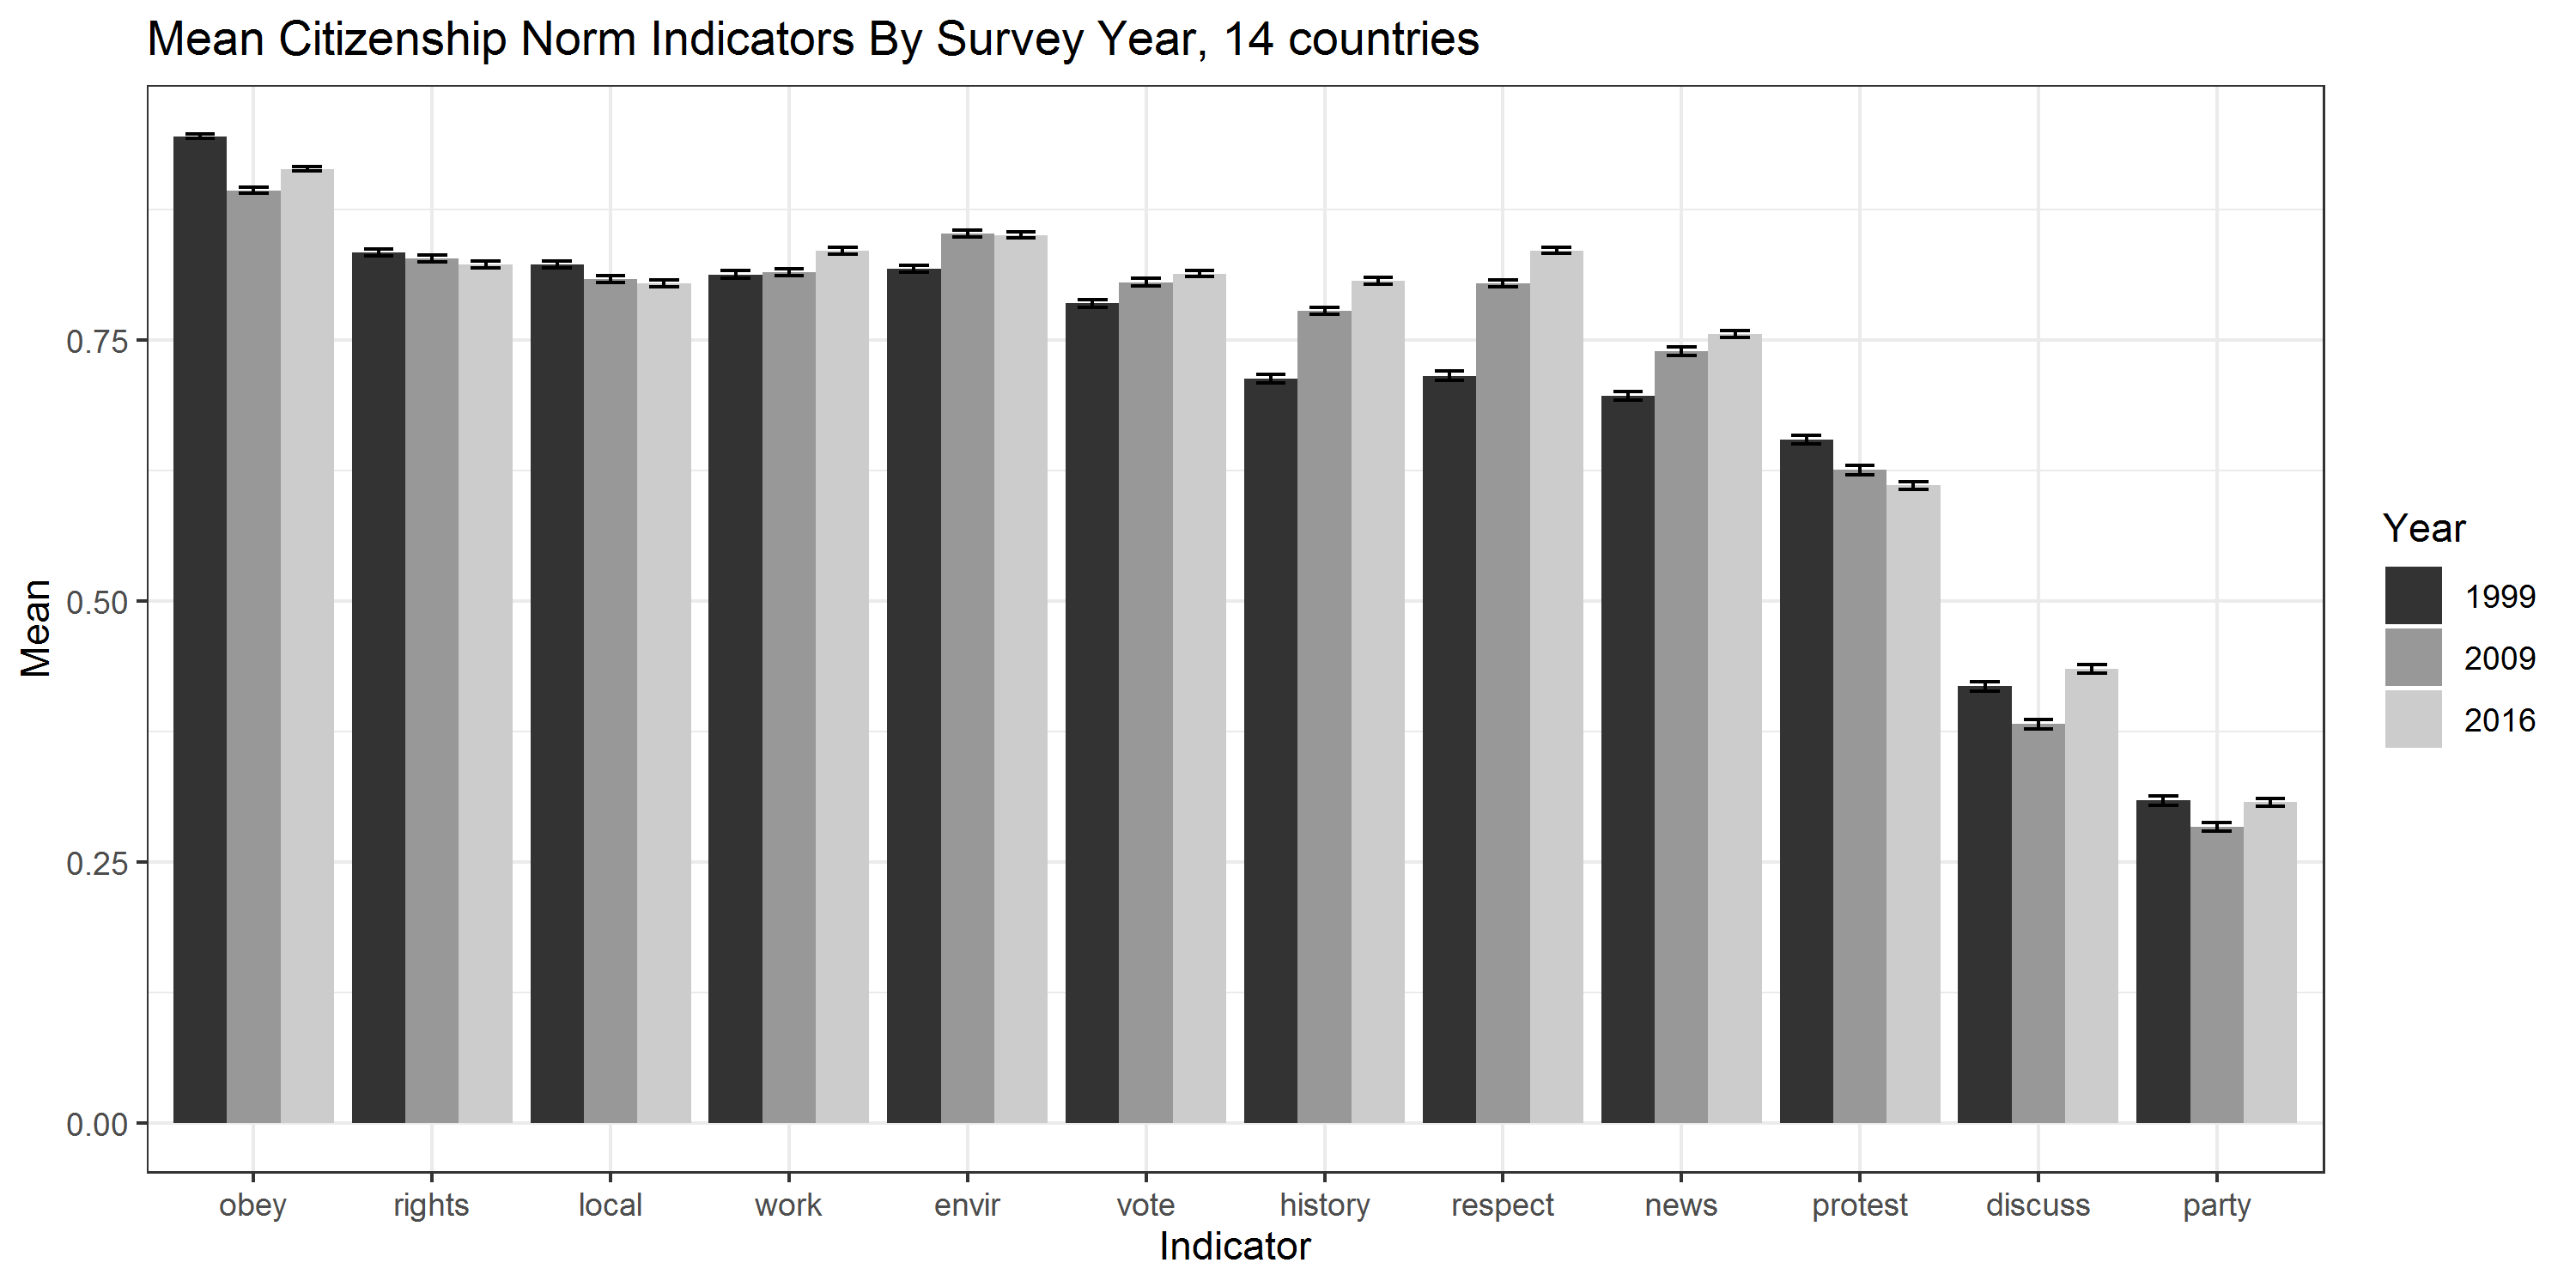 Mean Citizenship Norm Indicators By Survey Year, 14 countries
Mean
0.75
0.50
0.25
0.00
obey rights local work envir vote history respect news protest discuss party
Indicator
Year
1999
2009
2016